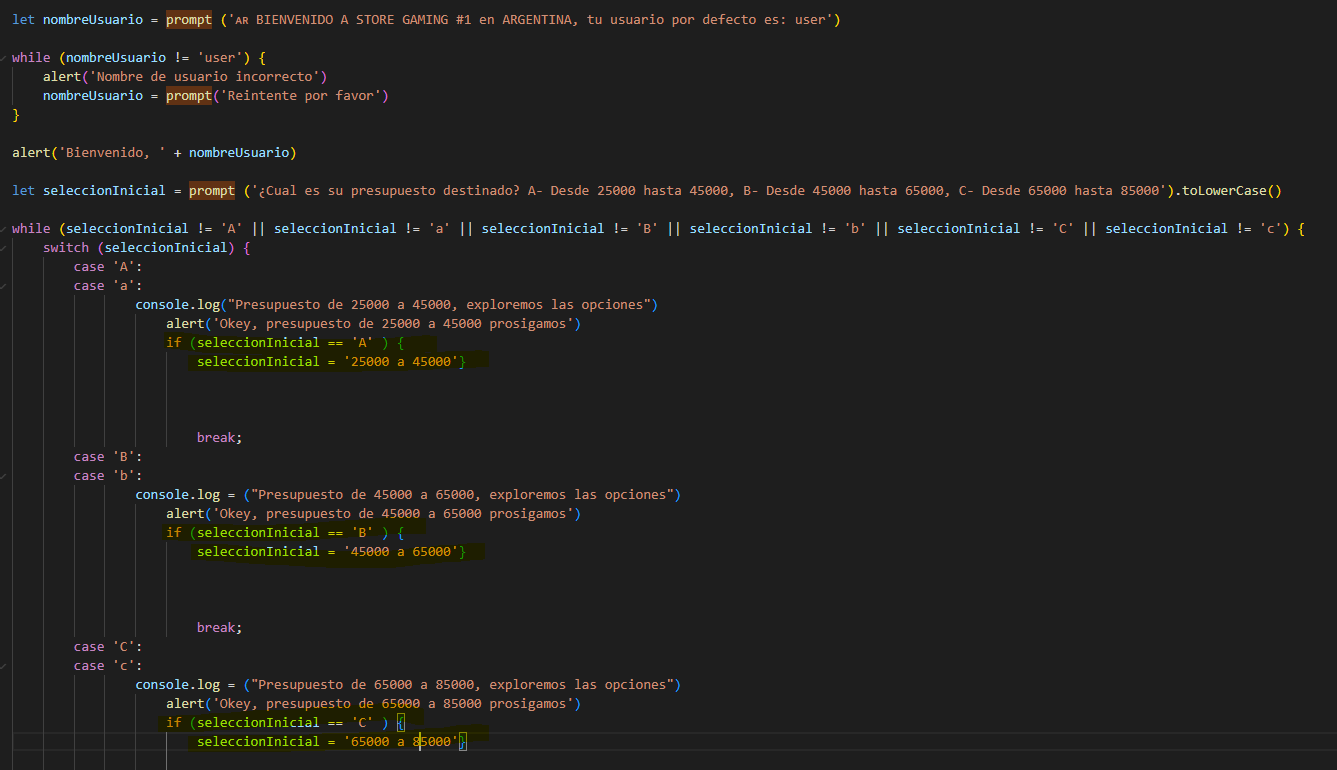 let nombreUsuario = prompt ('ᴀʀ BIENVENIDO A STORE GAMING #1 en ARGENTINA, tu usuario por defecto es: user')
while (nombreUsuario != 'user') {
alert('Nombre de usuario incorrecto')
nombreUsuario = prompt('Reintente por favor')
}
alert('Bienvenido, ' + nombreUsuario)
let seleccionInicial = prompt ('¿Cual es su presupuesto destinado? A- Desde 25000 hasta 45000, B- Desde 45000 hasta 65000, C- Desde 65000 hasta 85000').toLowerCase()
while (seleccionInicial != 'A' || seleccionInicial != 'a' || seleccionInicial != 'B' || seleccionInicial != 'b' || seleccionInicial != 'C' || seleccionInicial != 'c') {
switch (seleccionInicial) {
case 'A':
case 'a':
console.log("Presupuesto de 25000 a 45000, exploremos las opciones")
alert('Okey, presupuesto de 25000 a 45000 prosigamos')
if (seleccionInicial == 'A' ) {
seleccionInicial = '25000 a 45000'}
break;
case 'B':
case 'b':
console.log = ("Presupuesto de 45000 a 65000, exploremos las opciones")
alert('Okey, presupuesto de 45000 a 65000 prosigamos')
if (seleccionInicial == 'B' ) {
seleccionInicial = '45000 a 65000'}
break;
case 'C':
case 'c':
console.log = ("Presupuesto de 65000 a 85000, exploremos las opciones")
alert('Okey, presupuesto de 65000 a 85000 prosigamos')
if (seleccionInicial == 'C' ) {
seleccionInicial = '65000 a 85000'}